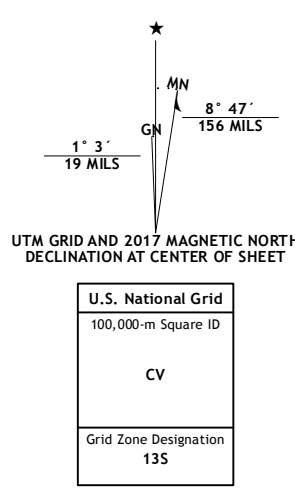 ★
MN
GN
8° 47´
156 MILS
1° 3´
19 MILS
UTM GRID AND 2017 MAGNETIC NORTH
DECLINATION AT CENTER OF SHEET
U.S. National Grid
100,000-m Square ID
CV
Grid Zone Designation
13S